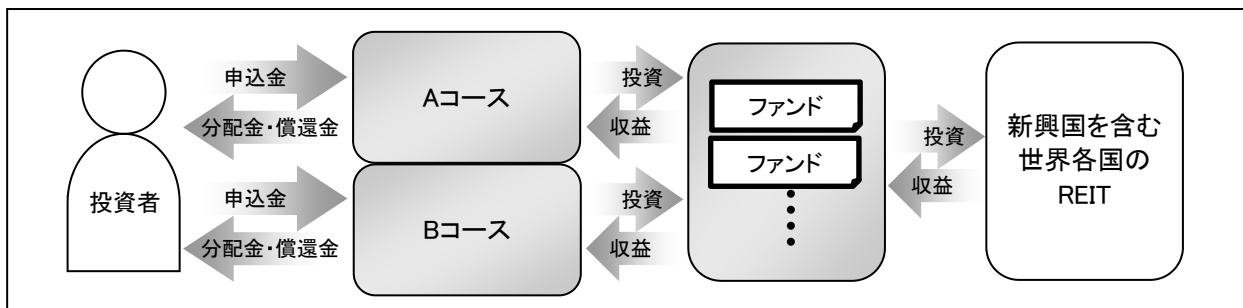 投資者
申込金
分配金・償還金
申込金
分配金・償還金
Aコース
Bコース
投資
収益
投資
収益
ファンド
ファンド
投資
収益
新興国を含む
世界各国の
REIT